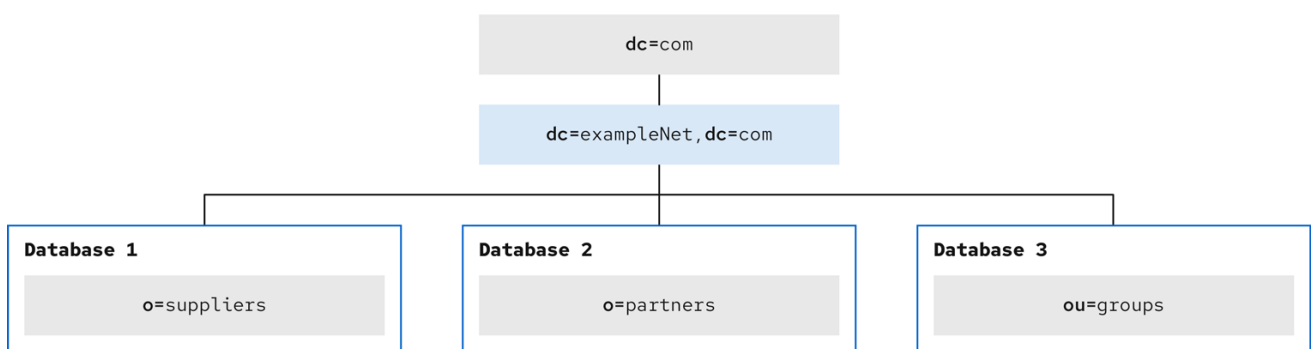 dc=com
dc=exampleNet,dc=com
Database 1
Database 2
Database 3
o=suppliers
o=partners
ou=groups